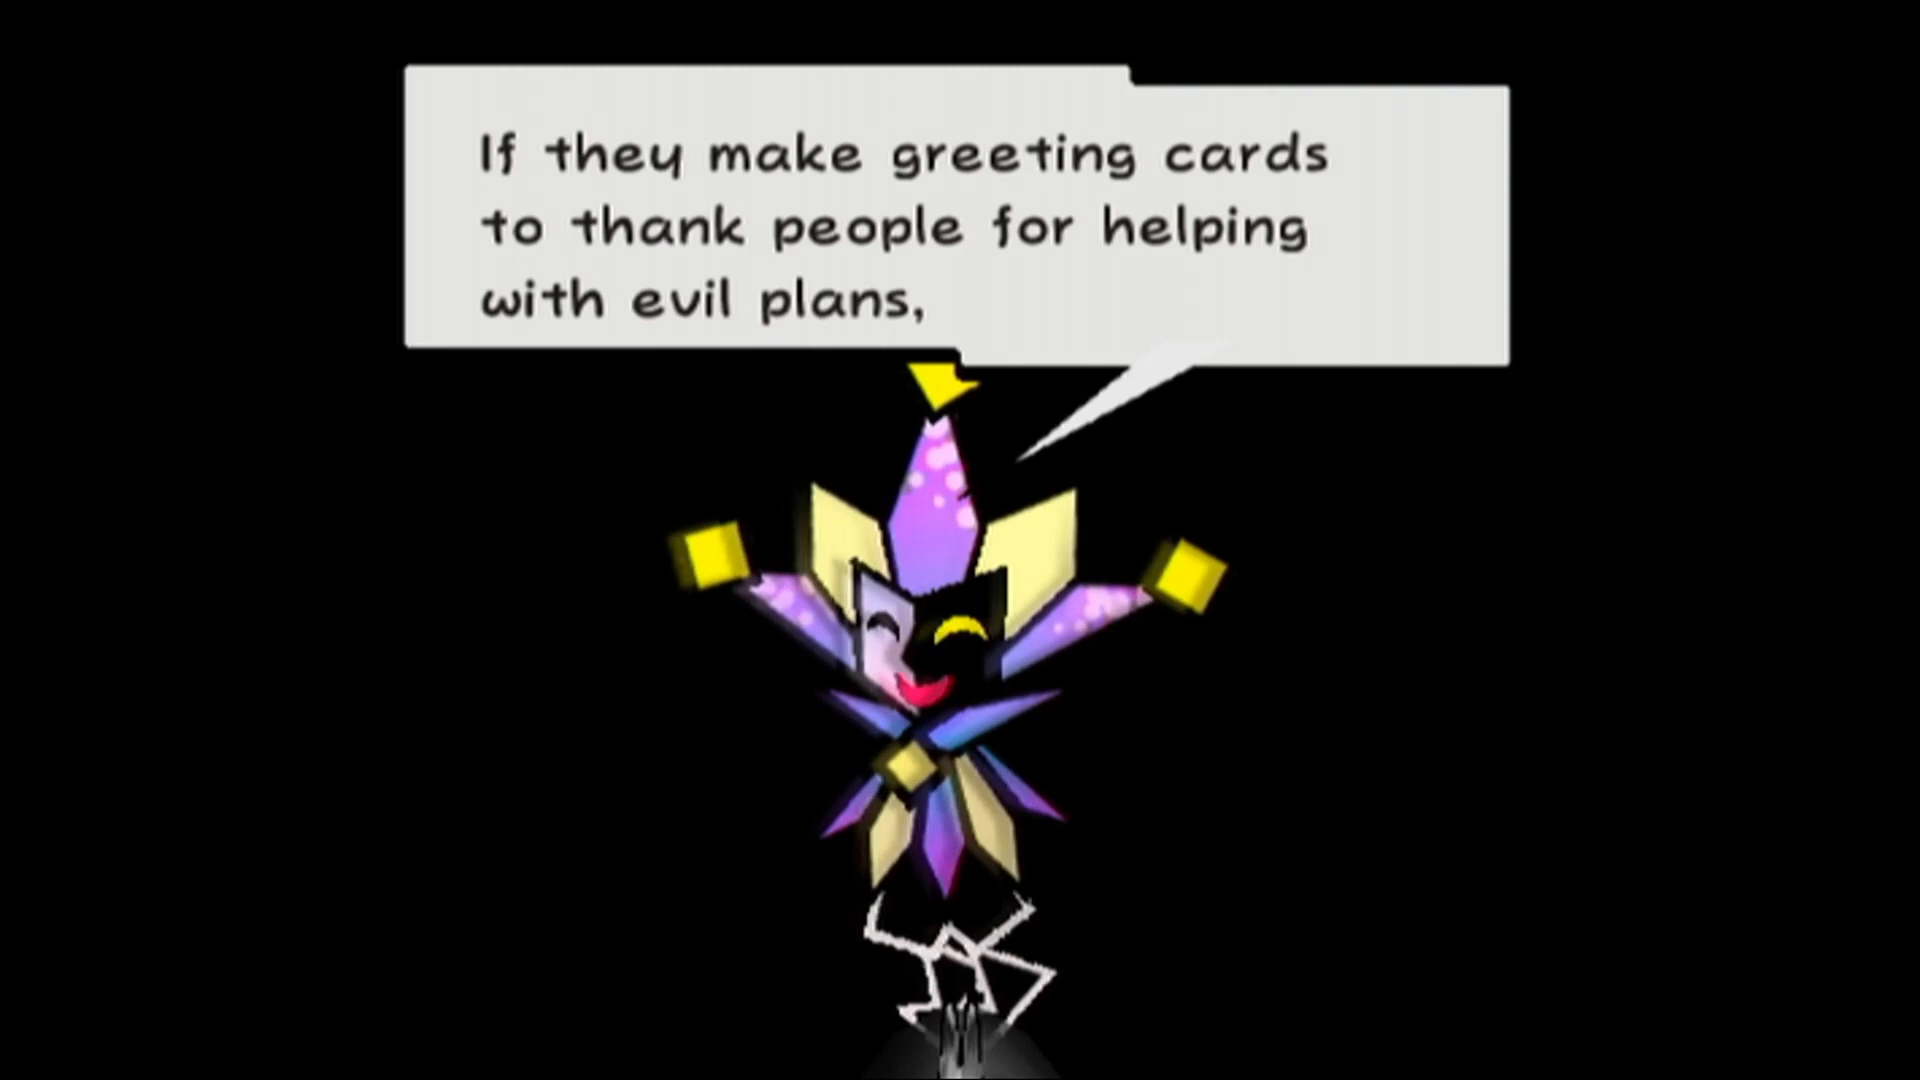 If they make greeting cards
to thank people for helping
with evil plans,